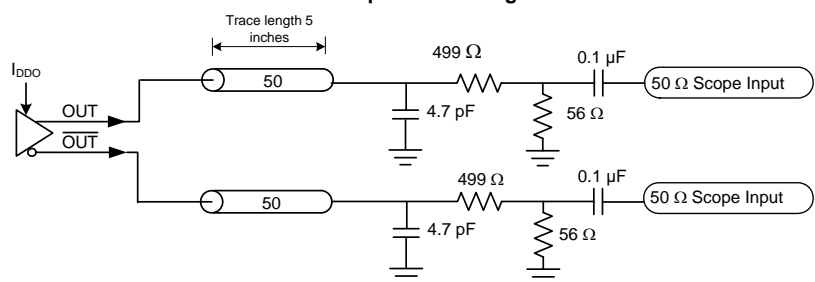 Trace length 5
inches
I_DDO
OUT
OUT
50
4.7 pF
499 Ω
56 Ω
0.1 µF
50 Ω Scope Input
50
4.7 pF
499 Ω
56 Ω
0.1 µF
50 Ω Scope Input